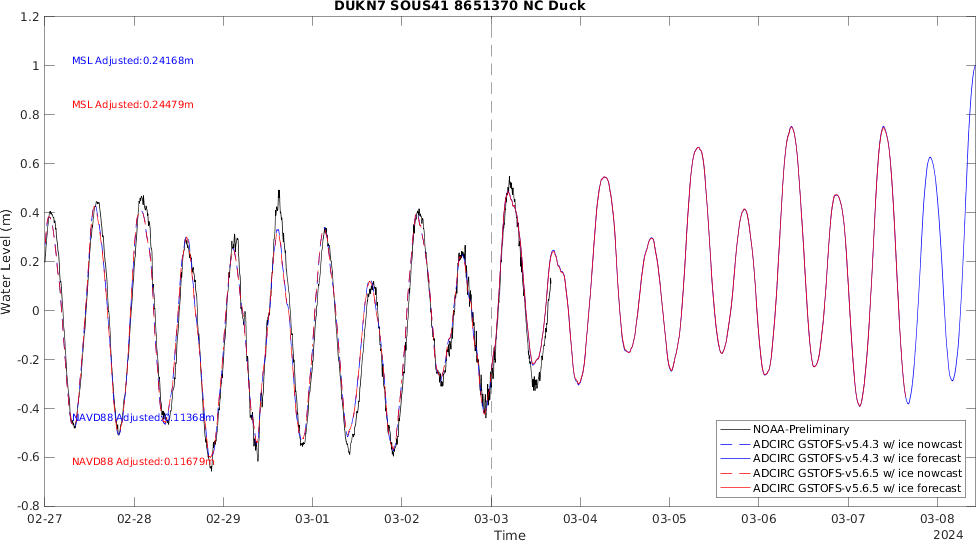 DUKN7 SOUS41 8651370 NC Duck
1.2
1
0.8
0.6
0.4
0.2
0
-0.2
-0.4
-0.6
-0.8
Water Level (m)
MSL Adjusted:0.24168m
MSL Adjusted:0.24479m
NAVD88 Adjusted:0.11368m
NAVD88 Adjusted:0.11679m
NOAA-Preliminary
ADCIRC GSTOFS-v5.4.3 w/ ice nowcast
ADCIRC GSTOFS-v5.4.3 w/ ice forecast
ADCIRC GSTOFS-v5.6.5 w/ ice nowcast
ADCIRC GSTOFS-v5.6.5 w/ ice forecast
02-27 02-28 02-29 03-01 03-02 03-03 03-04 03-05 03-06 03-07 03-08
2024
Time